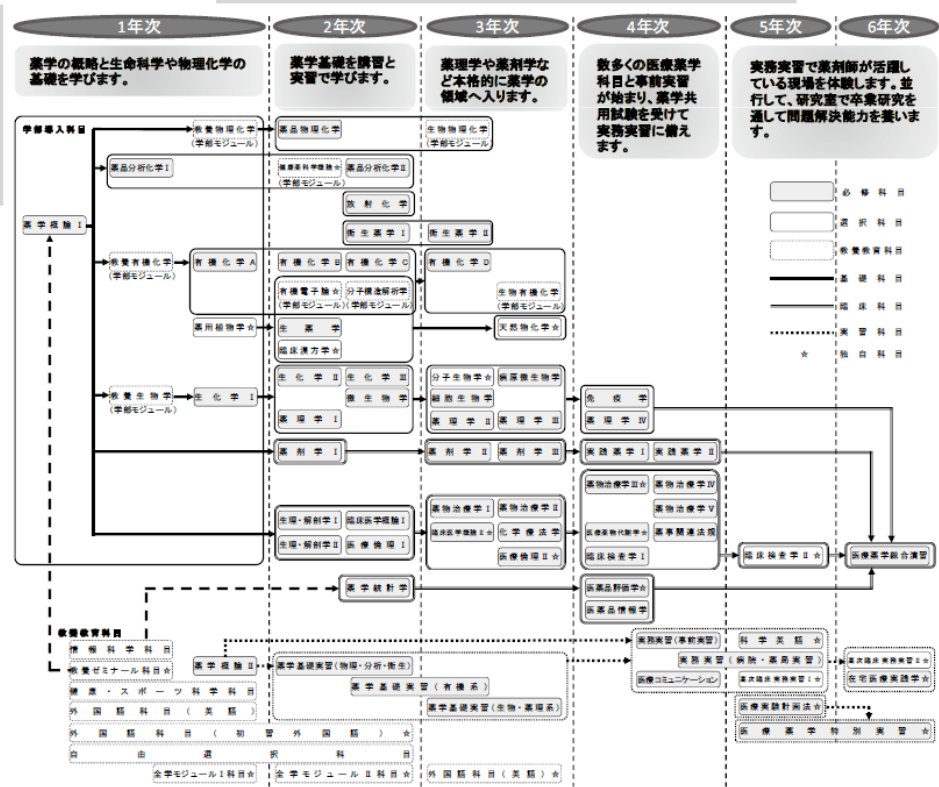 1年次
2年次
3年次
4年次
5年次
6年次
薬学の概略と生命科学や物理化学の
基礎を学びます。
薬学基礎を講習と
実習で学びます。
薬理学や薬剤学な
ど本格的に薬学の
領域へ入ります。
数多くの医療薬学
科目と事前実習
が始まり、薬学共
用試験を受けて
実務実習に備え
ます。
実務実習で薬剤師が活躍し
ている現場を体験します。並
行して、研究室で卒業研究を
通して問題解決能力を養いま
す。
学部導入科目
教養物理化学
(学部モジュール)
薬品物理化学
生物物理化学
(学部モジュール)
薬品分析化学Ⅰ
健康薬科学概論☆
(学部モジュール)
薬品分析化学Ⅱ
放射化学
衛生薬学Ⅰ
衛生薬学Ⅱ
薬学概論Ⅰ
教養有機化学
(学部モジュール)
有機化学A
有機化学B
有機化学C
有機化学D
有機電子論☆
(学部モジュール)
分子構造解析学
(学部モジュール)
生物有機化学
(学部モジュール)
薬用植物学☆
生薬学
天然物化学☆
臨床漢方学☆
教養生物学
(学部モジュール)
生化学Ⅰ
生化学Ⅱ
生化学Ⅲ
微生物学
薬理学Ⅰ
分子生物学☆
病原微生物学
細胞生物学
薬理学Ⅱ
薬理学Ⅲ
免疫学
薬理学Ⅳ
薬剤学Ⅰ
薬剤学Ⅱ
薬剤学Ⅲ
実践薬学Ⅰ
実践薬学Ⅱ
生理・解剖学Ⅰ
臨床医学概論Ⅰ
生理・解剖学Ⅱ
医療倫理Ⅰ
薬物治療学Ⅰ
薬物治療学Ⅱ
臨床医学概論Ⅱ☆
化学療法学
医療倫理Ⅱ☆
薬物治療学Ⅲ☆
薬物治療学Ⅳ
薬物治療学Ⅴ
医療薬物代謝学☆
薬事関連法規
臨床検査学Ⅰ
臨床検査学Ⅱ☆
医療薬学総合演習
薬学統計学
医薬品評価学☆
医薬品情報学
必修科目
選択科目
教養教育科目
基礎科目
臨床科目
実習科目
☆ 独自科目
教養教育科目
情報科学科目
教養ゼミナール科目☆
健康・スポーツ科学科目
外国語科目(英語)
外国語科目(初習外国語)☆
自由選択科目
全学モジュールⅠ科目☆
全学モジュールⅡ科目☆
外国語科目(英語)☆
薬学概論Ⅱ
薬学基礎実習(物理・分析・衛生)
薬学基礎実習(有機系)
薬学基礎実習(生物・薬理系)
実務実習(事前実習)
科学英語☆
実務実習(病院・薬局実習)
医療コミュニケーション
高次臨床実務実習Ⅰ☆
高次臨床実務実習Ⅱ☆
在宅医療実践学☆
医療実験計画法☆
医療薬学特別実習☆